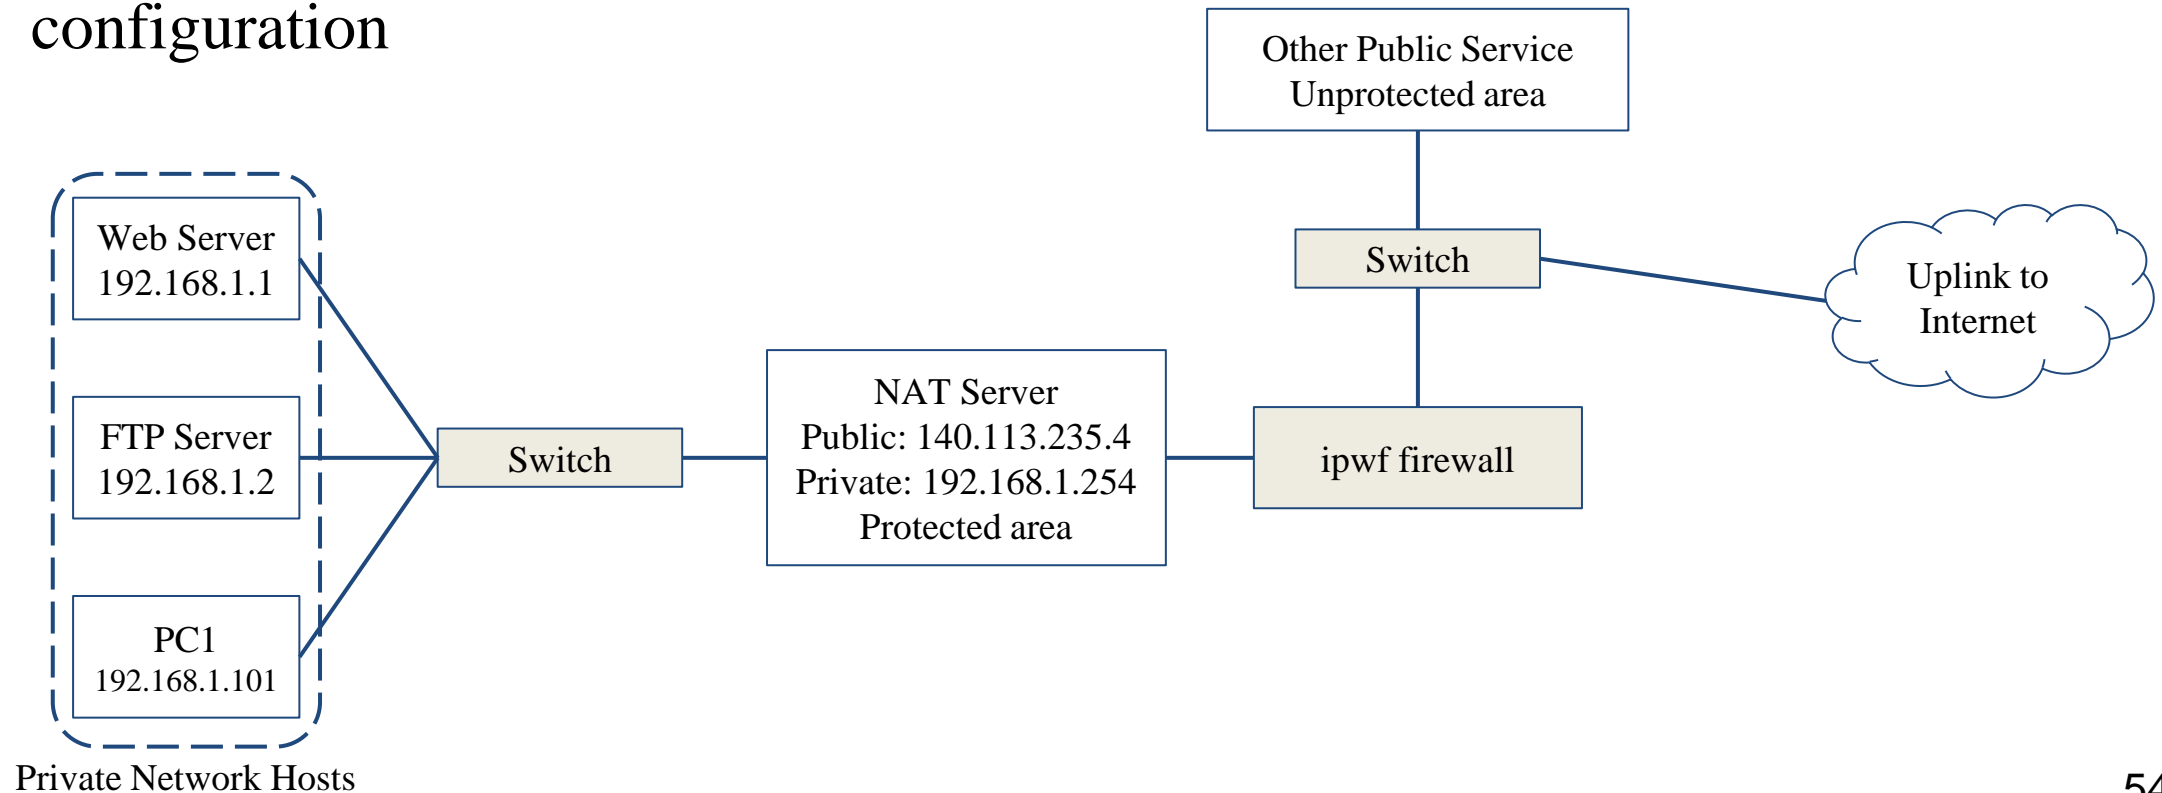 configuration
Other Public Service
Unprotected area
Web Server
192.168.1.1
Switch
Uplink to
Internet
FTP Server
192.168.1.2
Switch
NAT Server
Public: 140.113.235.4
Private: 192.168.1.254
Protected area
ipwf firewall
PC1
192.168.1.101
Private Network Hosts
54